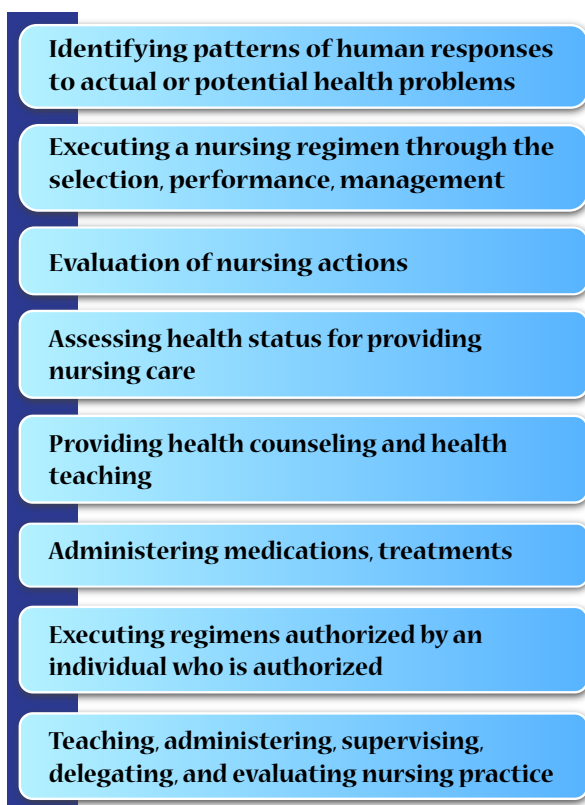 Identifying patterns of human responses
to actual or potential health problems
Executing a nursing regimen through the
selection, performance, management
Evaluation of nursing actions
Assessing health status for providing
nursing care
Providing health counseling and health
teaching
Administering medications, treatments
Executing regimens authorized by an
individual who is authorized
Teaching, administering, supervising,
delegating, and evaluating nursing practice